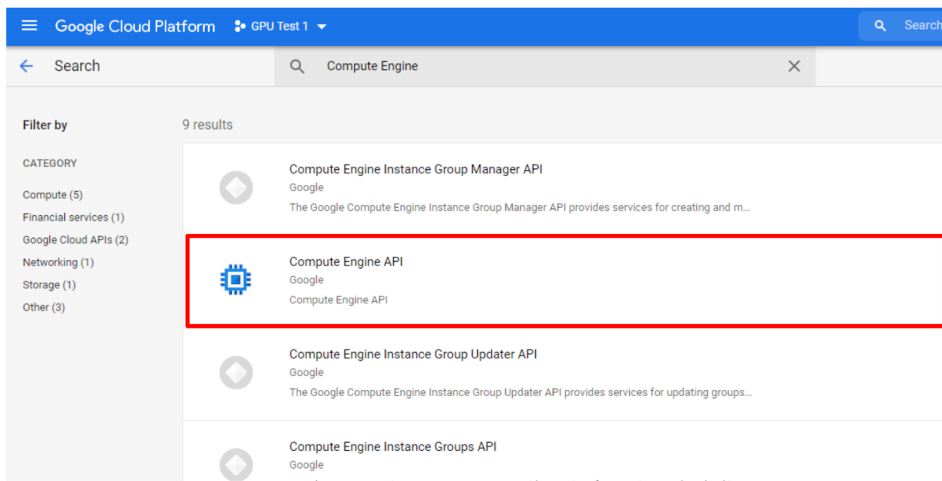 Google Cloud Platform
GPU Test 1
Search
Search
Compute Engine
Filter by
CATEGORY
Compute (5)
Financial services (1)
Google Cloud APIs (2)
Networking (1)
Storage (1)
Other (3)
9 results
Compute Engine Instance Group Manager API
Google
The Google Compute Engine Instance Group Manager API provides services for creating and m...
Compute Engine API
Google
Compute Engine API
Compute Engine Instance Group Updater API
Google
The Google Compute Engine Instance Group Updater API provides services for updating groups...
Compute Engine Instance Groups API
Google